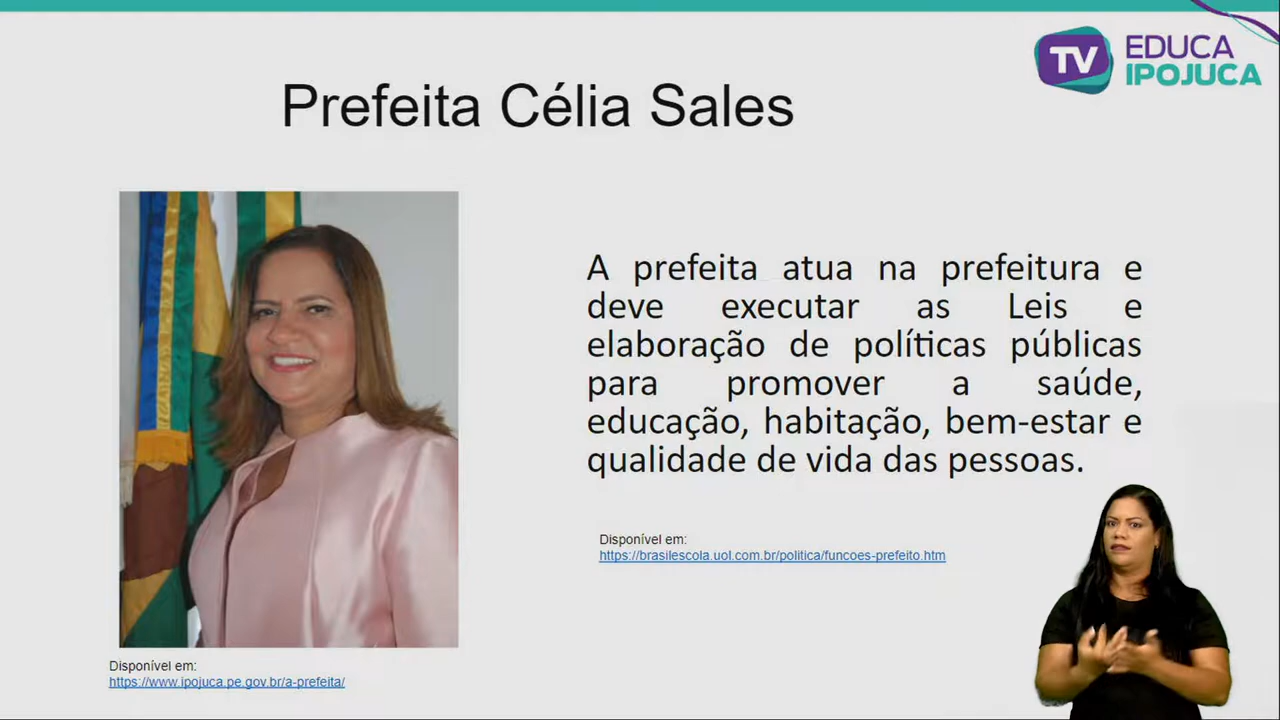 TV EDUCA
IPOJUCA
Prefeita Célia Sales
A prefeita atua na prefeitura e
deve executar as Leis e
elaboração de políticas públicas
para promover a saúde,
educação, habitação, bem-estar e
qualidade de vida das pessoas.
Disponível em:
https://brasilescola.uol.com.br/politica/funcoes-prefeito.htm
Disponível em:
https://www.ipojuca.pe.gov.br/a-prefeita/